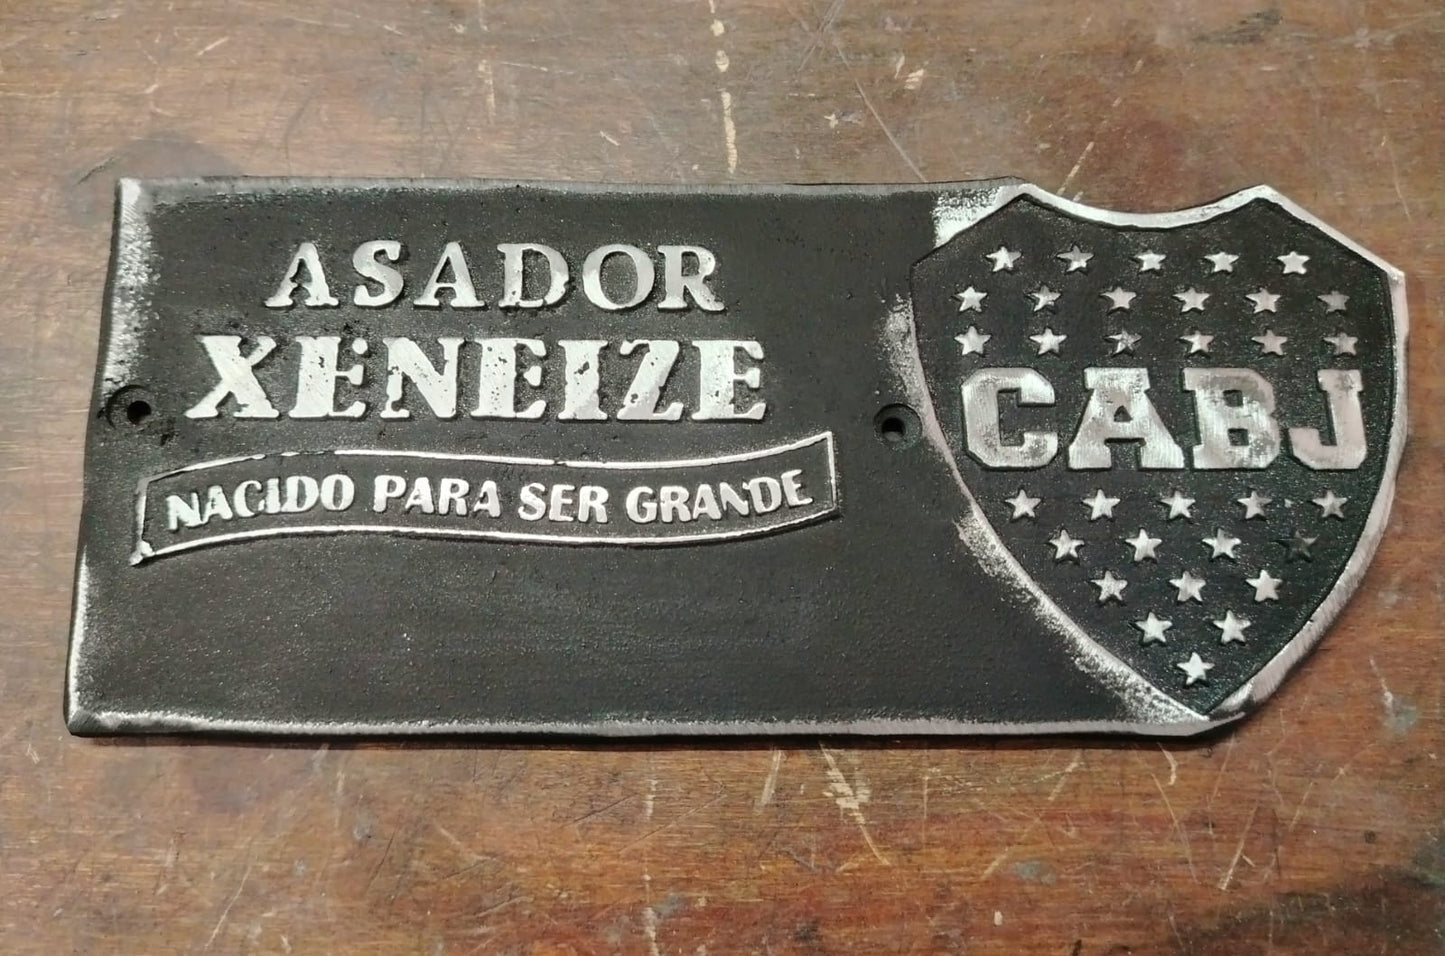 ASADOR
XENEIZE
NACIDO PARA SER GRANDE
CABJ